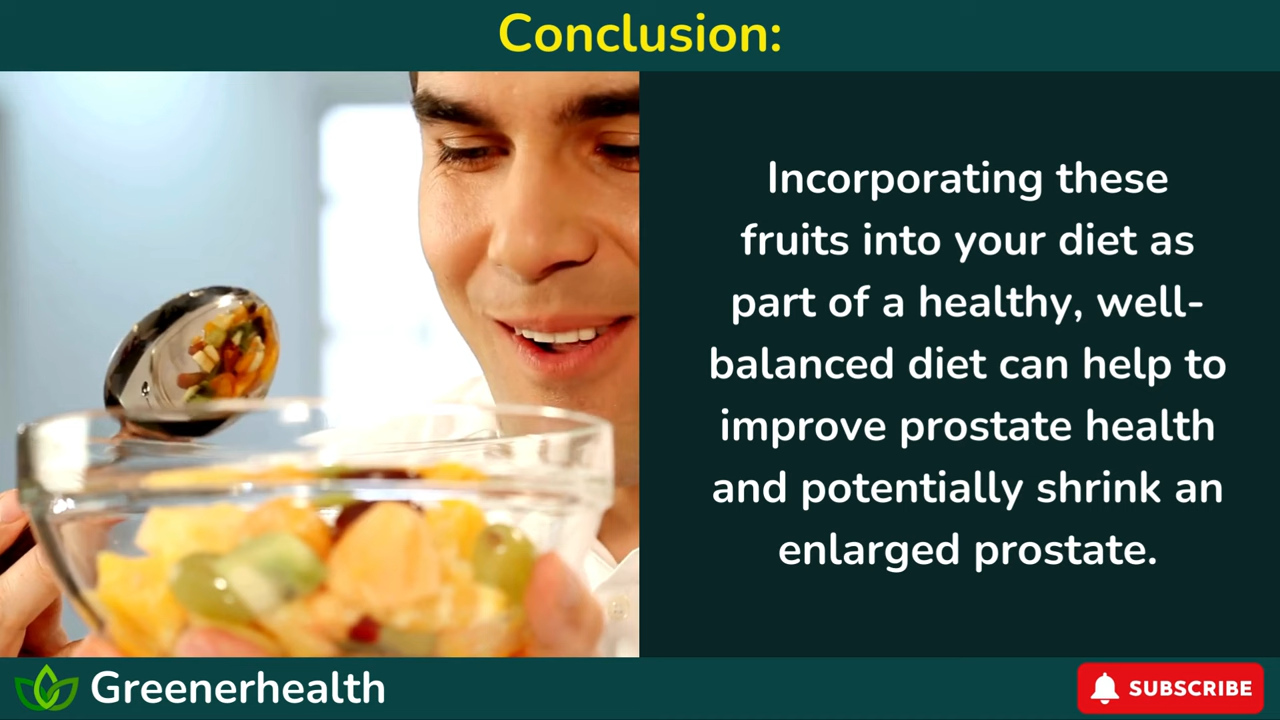 Conclusion:
Incorporating these
fruits into your diet as
part of a healthy, well-
balanced diet can help to
improve prostate health
and potentially shrink an
enlarged prostate.
Greenerhealth
SUBSCRIBE